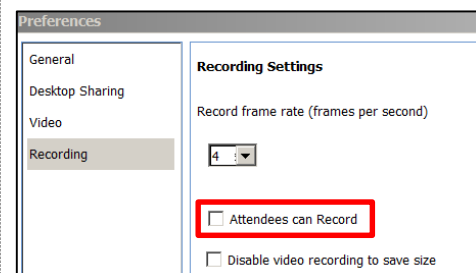 Preferences
General
Recording Settings
Desktop Sharing
Record frame rate (frames per second)
Video
Recording
4
Attendees can Record
Disable video recording to save size